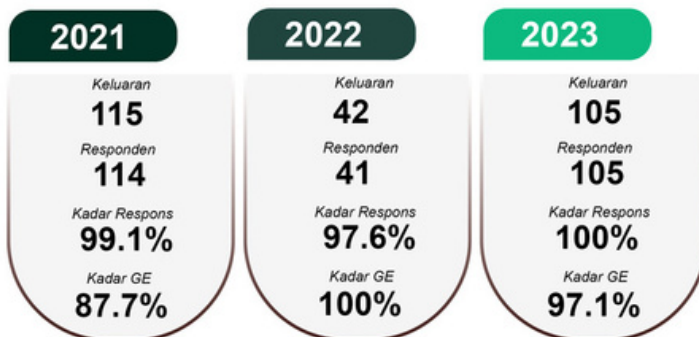 2021
Keluaran
115
Responden
114
Kadar Respons
99.1%
Kadar GE
87.7%
2022
Keluaran
42
Responden
41
Kadar Respons
97.6%
Kadar GE
100%
2023
Keluaran
105
Responden
105
Kadar Respons
100%
Kadar GE
97.1%